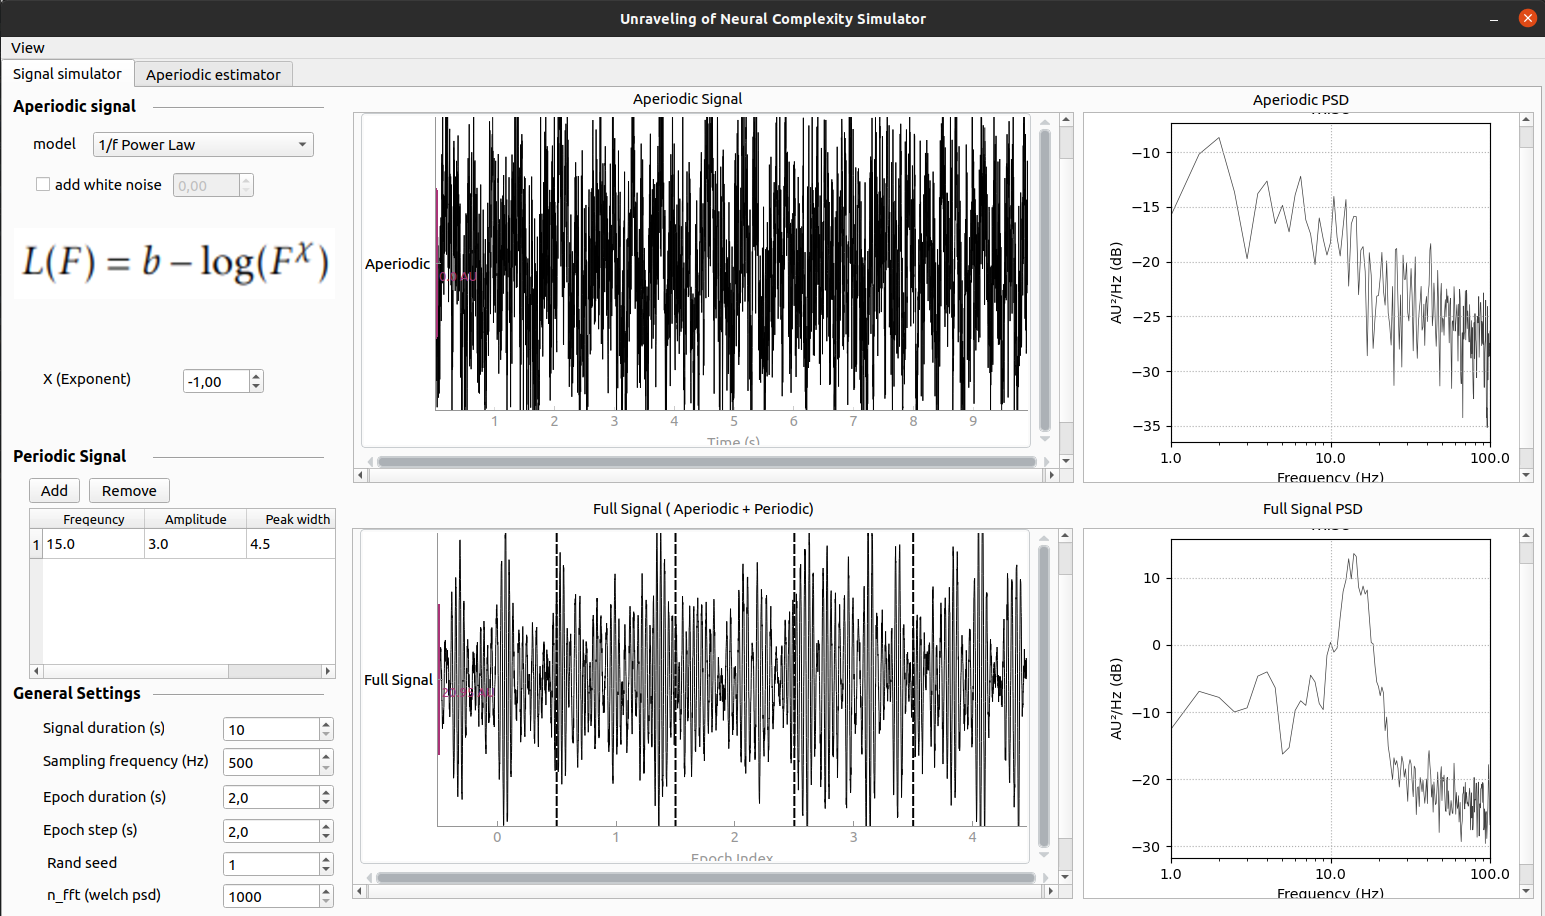 Unraveling of Neural Complexity Simulator
View
Signal simulator
Aperiodic estimator
Aperiodic signal
model
1/f Power Law
add white noise
0,00
L(F) = b − log(F^X)
X (Exponent)
-1,00
Periodic Signal
Add
Remove
Freqeuncy Amplitude Peak width
1 15.0 3.0 4.5
General Settings
Signal duration (s)
10
Sampling frequency (Hz)
500
Epoch duration (s)
2,0
Epoch step (s)
2,0
Rand seed
1
n_fft (welch psd)
1000
Aperiodic Signal
Aperiodic
1 2 3 4 5 6 7 8 9
Time (s)
Aperiodic PSD
AU²/Hz (dB)
−10
−15
−20
−25
−30
−35
1.0 10.0 100.0
Frequency (Hz)
Full Signal ( Aperiodic + Periodic)
Full Signal
0 1 2 3 4
Epoch Index
Full Signal PSD
AU²/Hz (dB)
10
0
−10
−20
−30
1.0 10.0 100.0
Frequency (Hz)